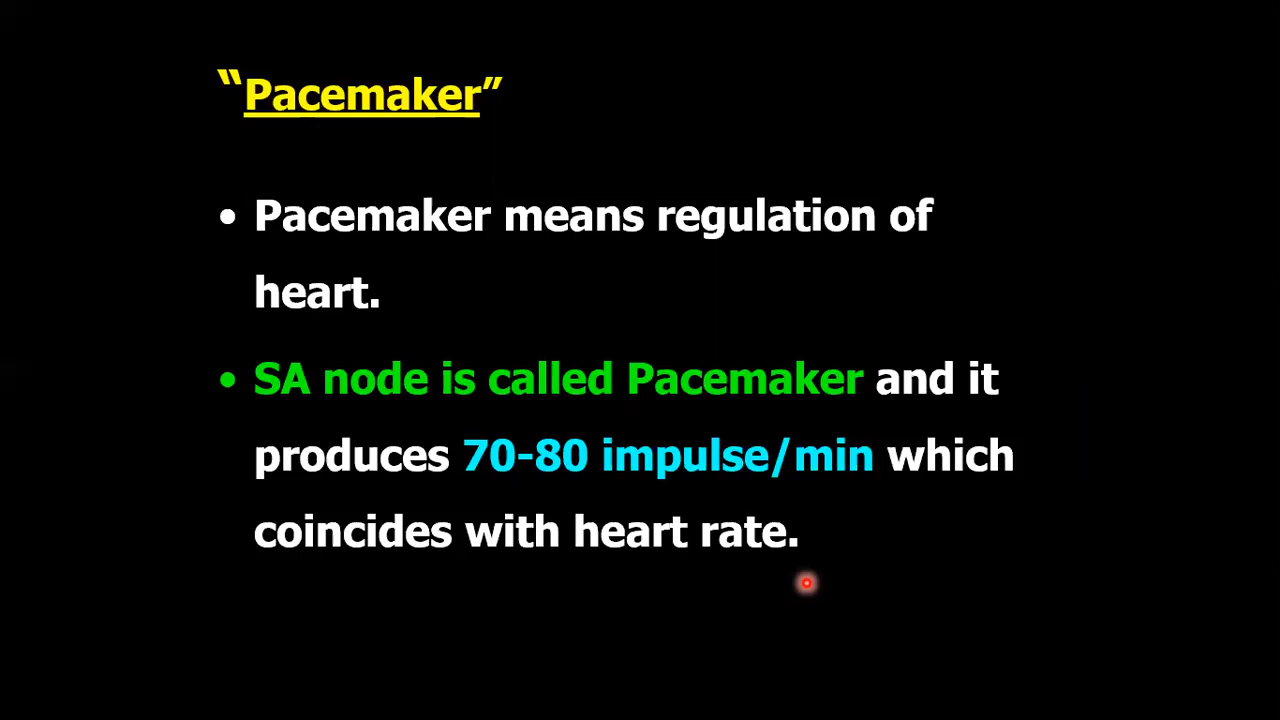 “Pacemaker”
• Pacemaker means regulation of
heart.
• SA node is called Pacemaker and it
produces 70-80 impulse/min which
coincides with heart rate.